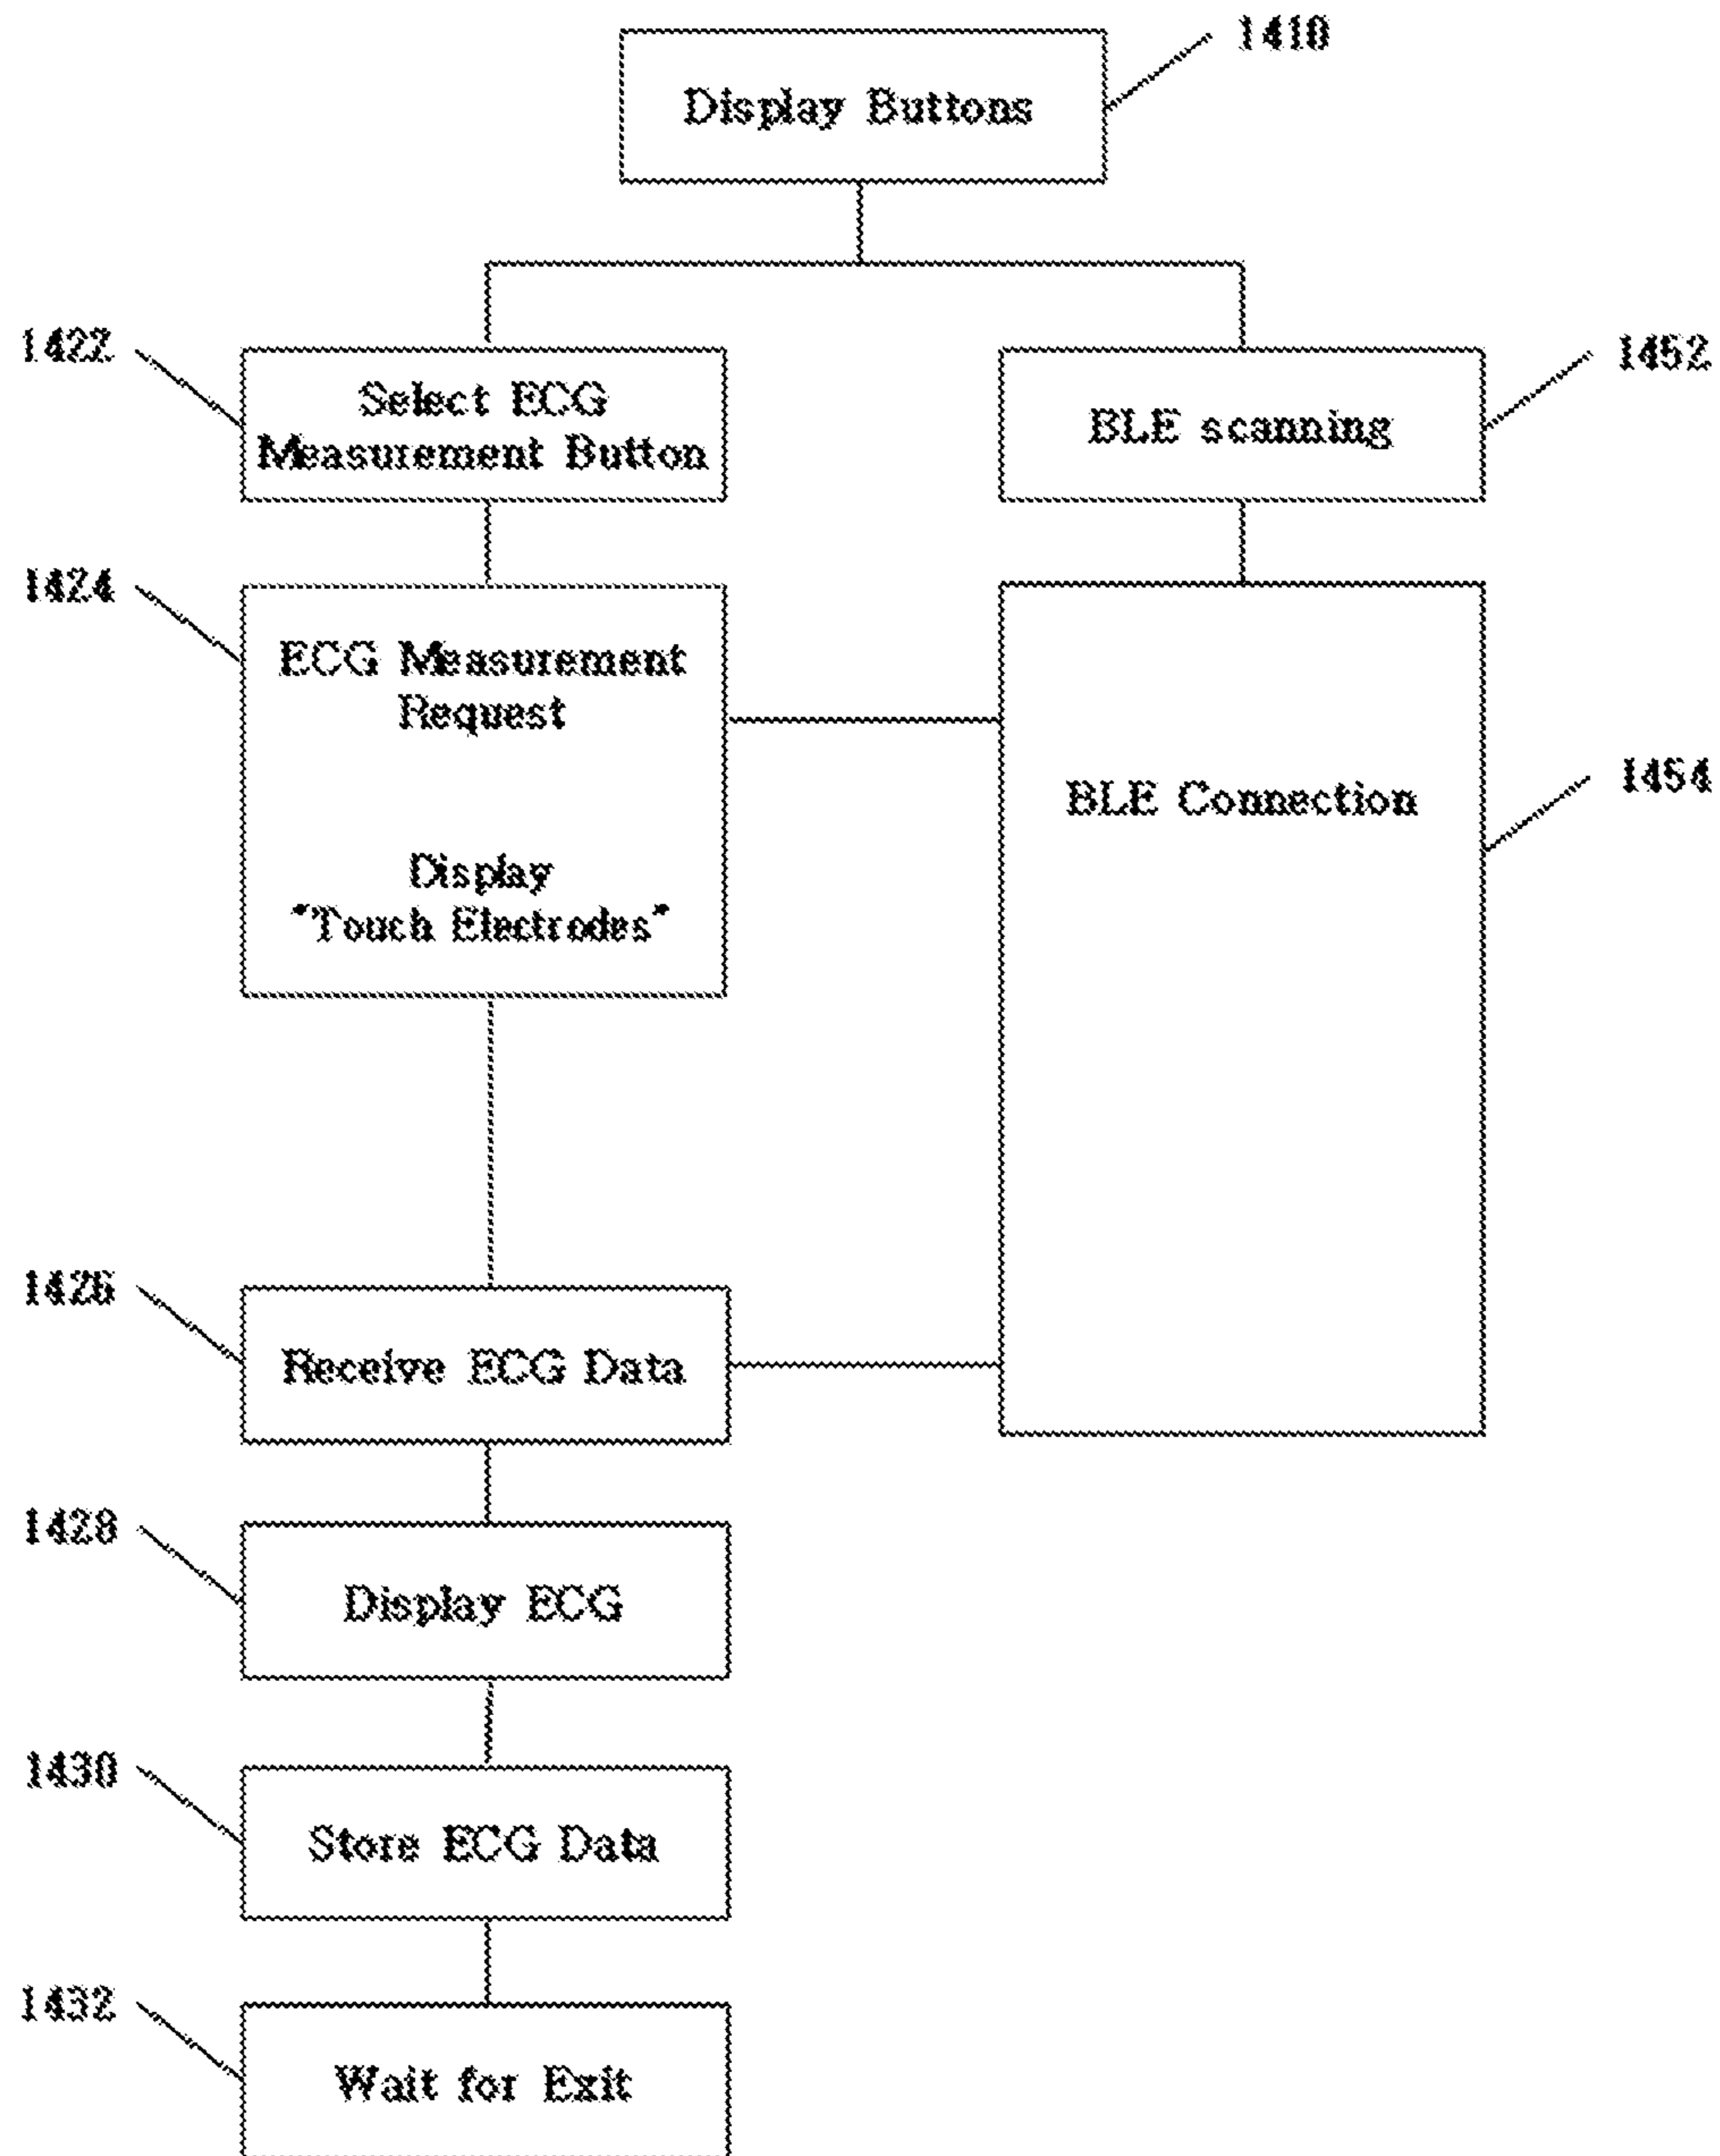 1410
Display Buttons
1422
Select ECG
Measurement Button
1452
BLE scanning
1424
ECG Measurement
Request
Display
"Touch Electrodes"
1454
BLE Connection
1426
Receive ECG Data
1428
Display ECG
1430
Store ECG Data
1432
Wait for Exit